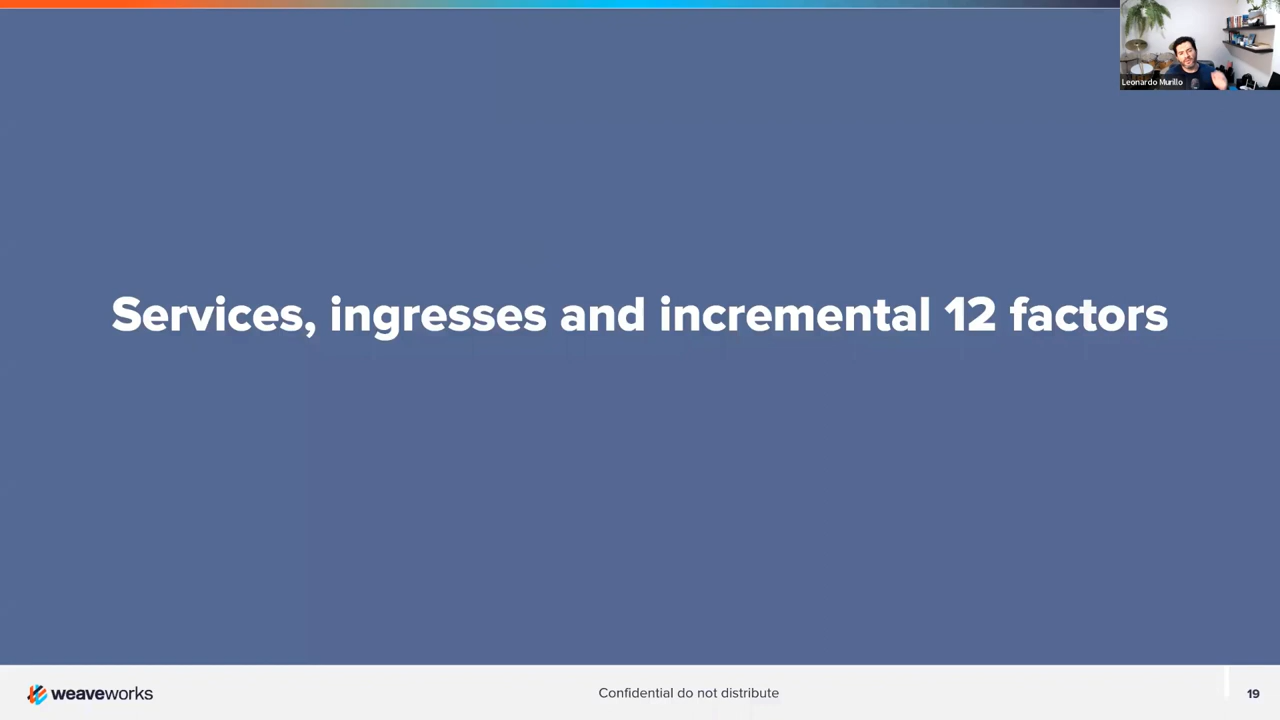 Leonardo Murillo
Services, ingresses and incremental 12 factors
weaveworks
Confidential do not distribute
19